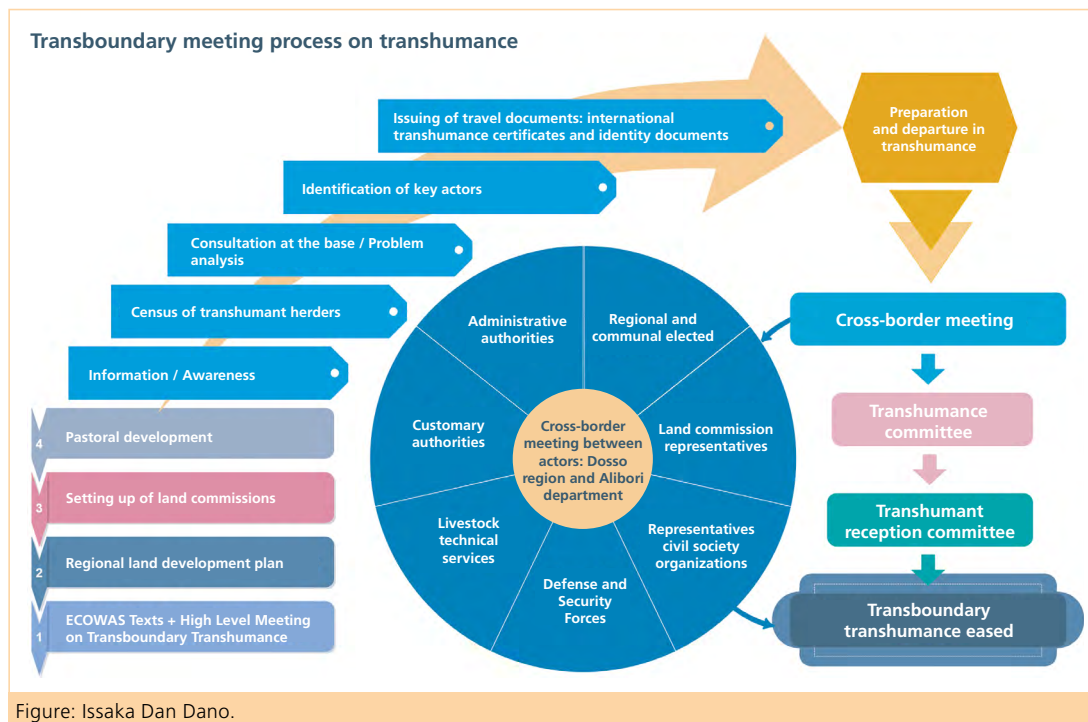 Transboundary meeting process on transhumance
Issuing of travel documents: international
transhumance certificates and identity documents
Identification of key actors
Consultation at the base / Problem
analysis
Census of transhumant herders
Information / Awareness
4
Pastoral development
3
Setting up of land commissions
2
Regional land development plan
1
ECOWAS Texts + High Level Meeting
on Transboundary Transhumance
Administrative
authorities
Regional and
communal elected
Customary
authorities
Cross-border
meeting between
actors: Dosso
region and Alibori
department
Land commission
representatives
Livestock
technical
services
Representatives
civil society
organizations
Defense and
Security
Forces
Preparation
and departure in
transhumance
Cross-border meeting
Transhumance
committee
Transhumant
reception committee
Transboundary
transhumance eased
Figure: Issaka Dan Dano.